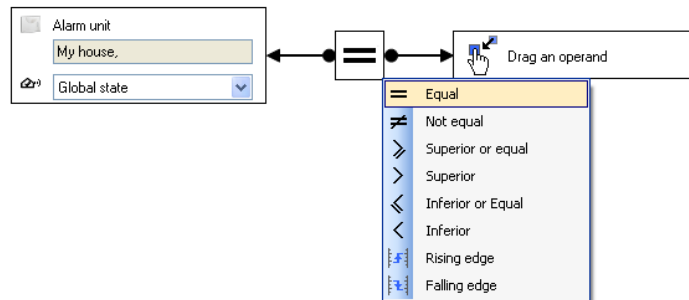 Alarm unit
My house,
Global state
Drag an operand
Equal
Not equal
Superior or equal
Superior
Inferior or Equal
Inferior
Rising edge
Falling edge